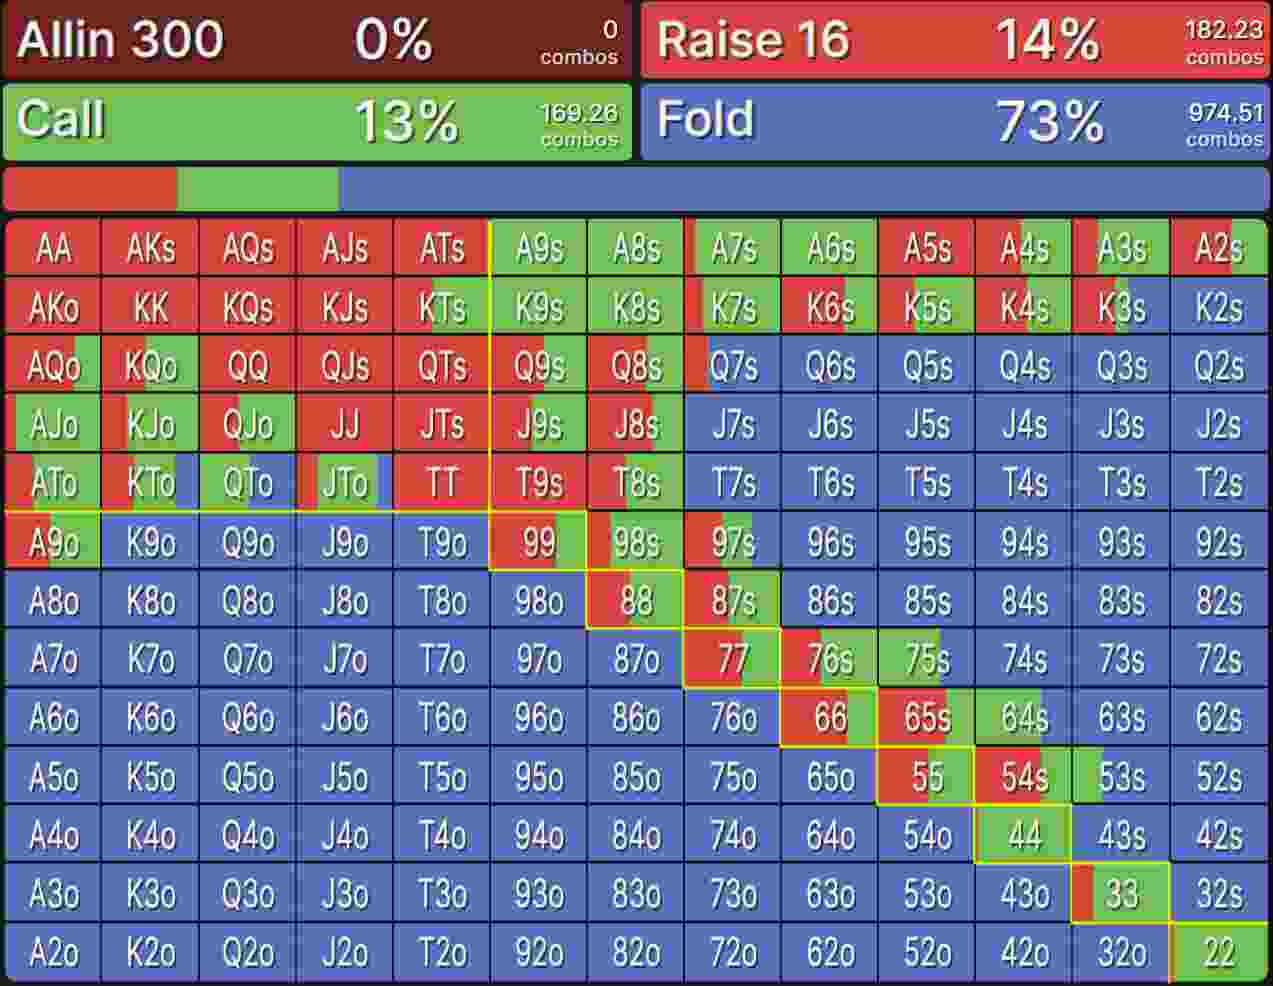 Allin 300 0% 0 combos Raise 16 14% 182.23 combos
Call 13% 169.26 combos Fold 73% 974.51 combos
AA AKs AQs AJs ATs A9s A8s A7s A6s A5s A4s A3s A2s
AKo KK KQs KJs KTs K9s K8s K7s K6s K5s K4s K3s K2s
AQo KQo QQ QJs QTs Q9s Q8s Q7s Q6s Q5s Q4s Q3s Q2s
AJo KJo QJo JJ JTs J9s J8s J7s J6s J5s J4s J3s J2s
ATo KTo QTo JTo TT T9s T8s T7s T6s T5s T4s T3s T2s
A9o K9o Q9o J9o T9o 99 98s 97s 96s 95s 94s 93s 92s
A8o K8o Q8o J8o T8o 98o 88 87s 86s 85s 84s 83s 82s
A7o K7o Q7o J7o T7o 97o 87o 77 76s 75s 74s 73s 72s
A6o K6o Q6o J6o T6o 96o 86o 76o 66 65s 64s 63s 62s
A5o K5o Q5o J5o T5o 95o 85o 75o 65o 55 54s 53s 52s
A4o K4o Q4o J4o T4o 94o 84o 74o 64o 54o 44 43s 42s
A3o K3o Q3o J3o T3o 93o 83o 73o 63o 53o 43o 33 32s
A2o K2o Q2o J2o T2o 92o 82o 72o 62o 52o 42o 32o 22